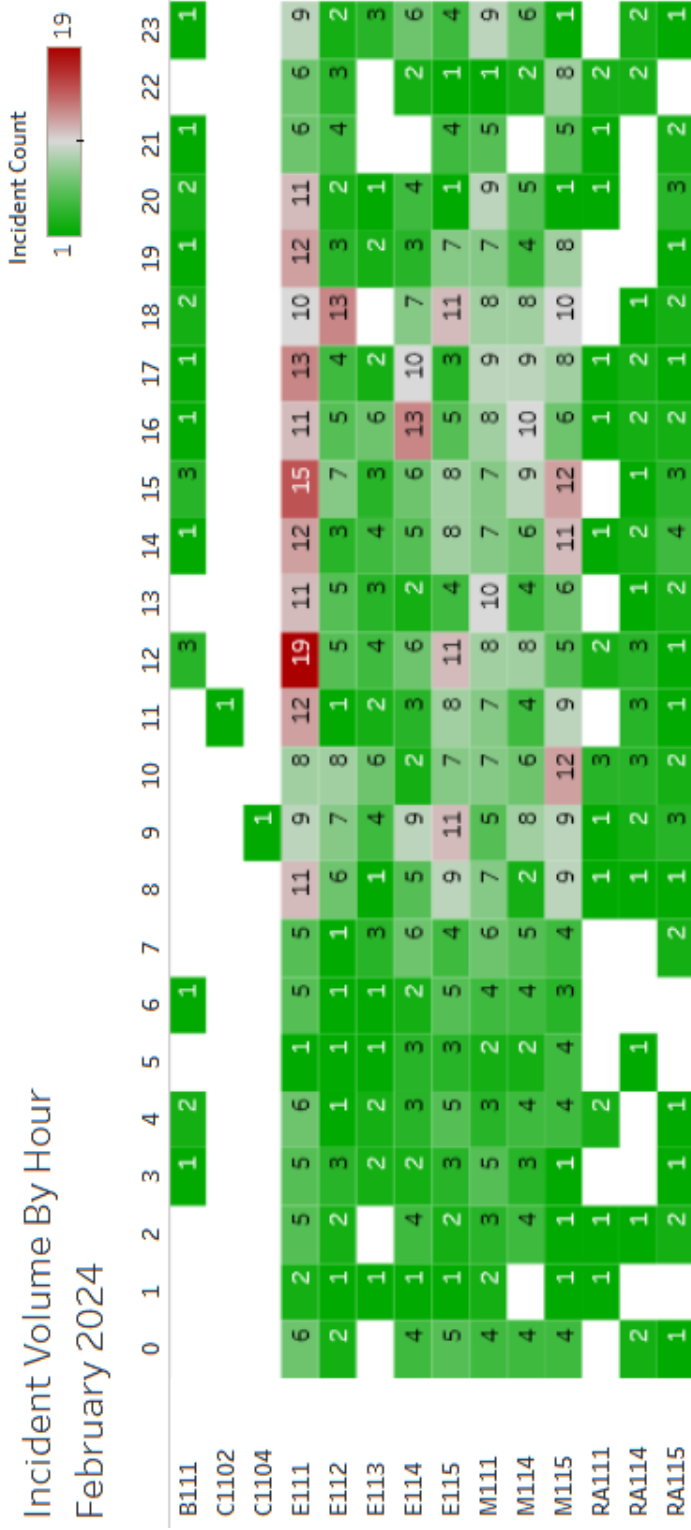 Incident Volume By Hour
February 2024
Incident Count
1 19
0 1 2 3 4 5 6 7 8 9 10 11 12 13 14 15 16 17 18 19 20 21 22 23
B111 1 2 1 3 1 3 1 1 2 1 2 1 1
C1102 1
C1104 1
E111 6 2 5 5 6 1 5 5 11 9 8 12 19 11 12 15 11 13 10 12 11 6 6 9
E112 2 1 2 3 1 1 1 1 6 7 8 1 5 5 3 7 5 4 13 3 2 4 3 2
E113 1 2 2 1 1 3 1 4 6 2 4 3 4 3 6 2 2 1 3
E114 4 1 4 2 3 3 2 6 5 9 2 3 6 2 5 6 13 10 7 3 4 2 6
E115 5 1 2 3 5 3 5 4 9 11 7 8 11 4 8 8 5 3 11 7 1 4 1 4
M111 4 2 3 5 3 2 4 6 7 5 7 7 8 10 7 7 8 9 8 7 9 5 1 9
M114 4 4 3 4 2 4 5 2 8 6 4 8 4 6 9 10 9 8 4 5 2 6
M115 4 1 1 1 4 4 3 4 9 9 12 9 5 6 11 12 6 8 10 8 1 5 8 1
RA111 1 1 2 1 1 3 2 1 1 1 1 1 2
RA114 2 1 1 1 2 3 3 3 1 2 1 2 2 1 2 2
RA115 1 2 1 1 2 1 3 2 1 1 2 4 3 2 1 2 1 3 2 1